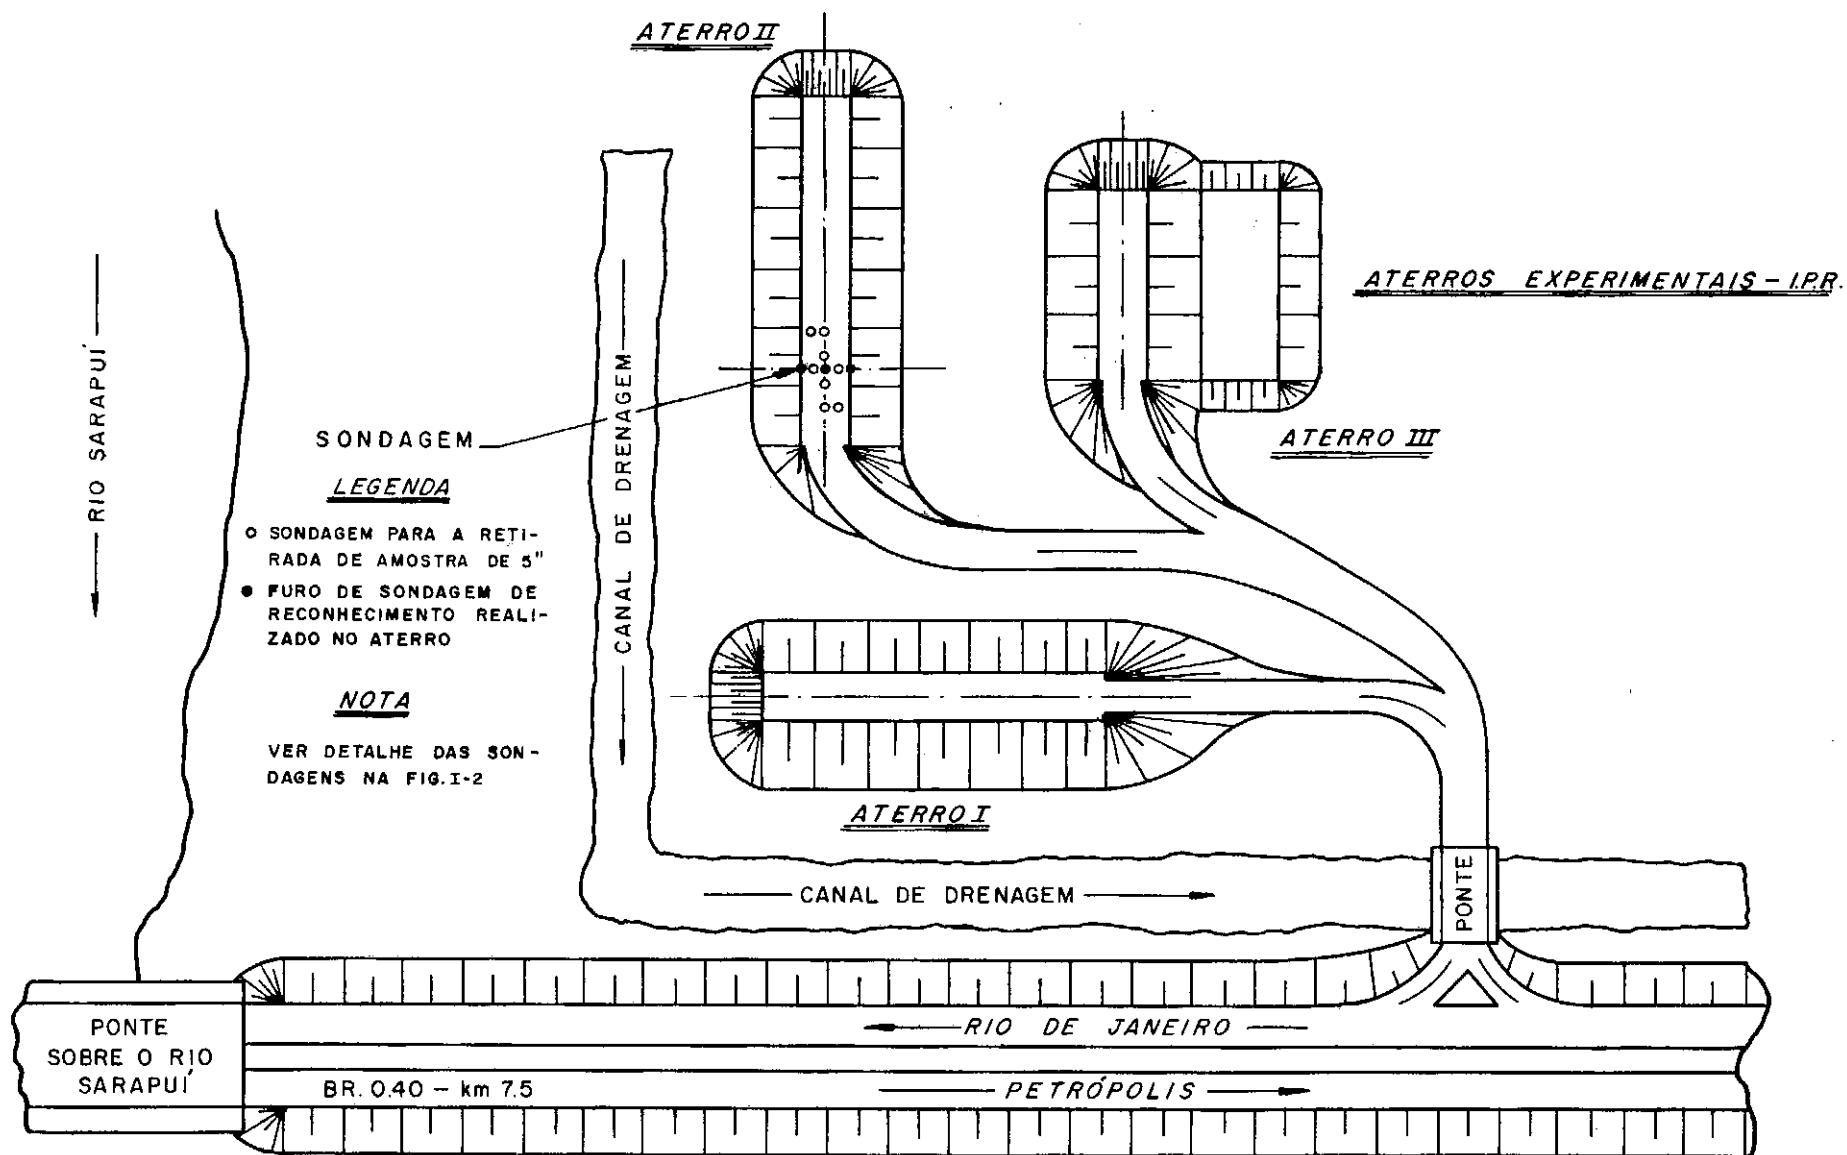 ATERRO II
ATERROS EXPERIMENTAIS - I.P.R.
RIO SARAPUÍ
CANAL DE DRENAGEM
SONDAGEM
ATERRO III
LEGENDA
SONDAGEM PARA A RETI-
RADA DE AMOSTRA DE 5"
FURO DE SONDAGEM DE
RECONHECIMENTO REALI-
ZADO NO ATERRO
NOTA
VER DETALHE DAS SON-
DAGENS NA FIG. I-2
ATERRO I
CANAL DE DRENAGEM
PONTE
PONTE
SOBRE O RIO
SARAPUÍ
RIO DE JANEIRO
BR. 0.40 - km 7.5
PETRÓPOLIS